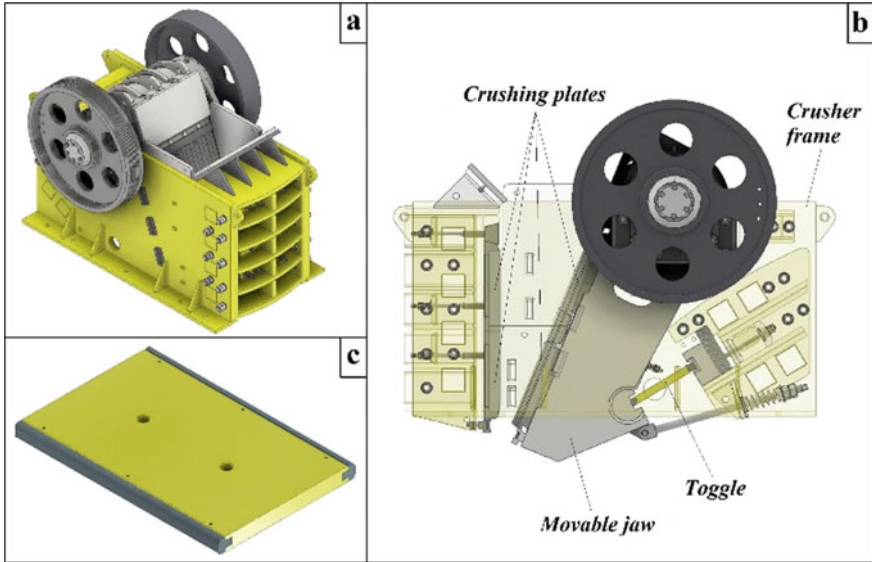 a
b
Crushing plates
Crusher
frame
c
Toggle
Movable jaw